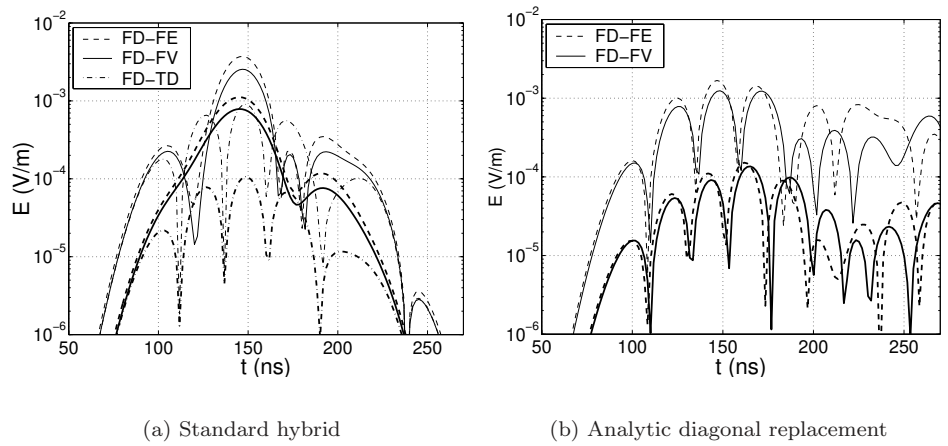 10⁻²
10⁻³
10⁻⁴
10⁻⁵
10⁻⁶
E (V/m)
FD−FE
FD−FV
FD−TD
50 100 150 200 250
t (ns)
(a) Standard hybrid
10⁻²
10⁻³
10⁻⁴
10⁻⁵
10⁻⁶
E (V/m)
FD−FE
FD−FV
50 100 150 200 250
t (ns)
(b) Analytic diagonal replacement